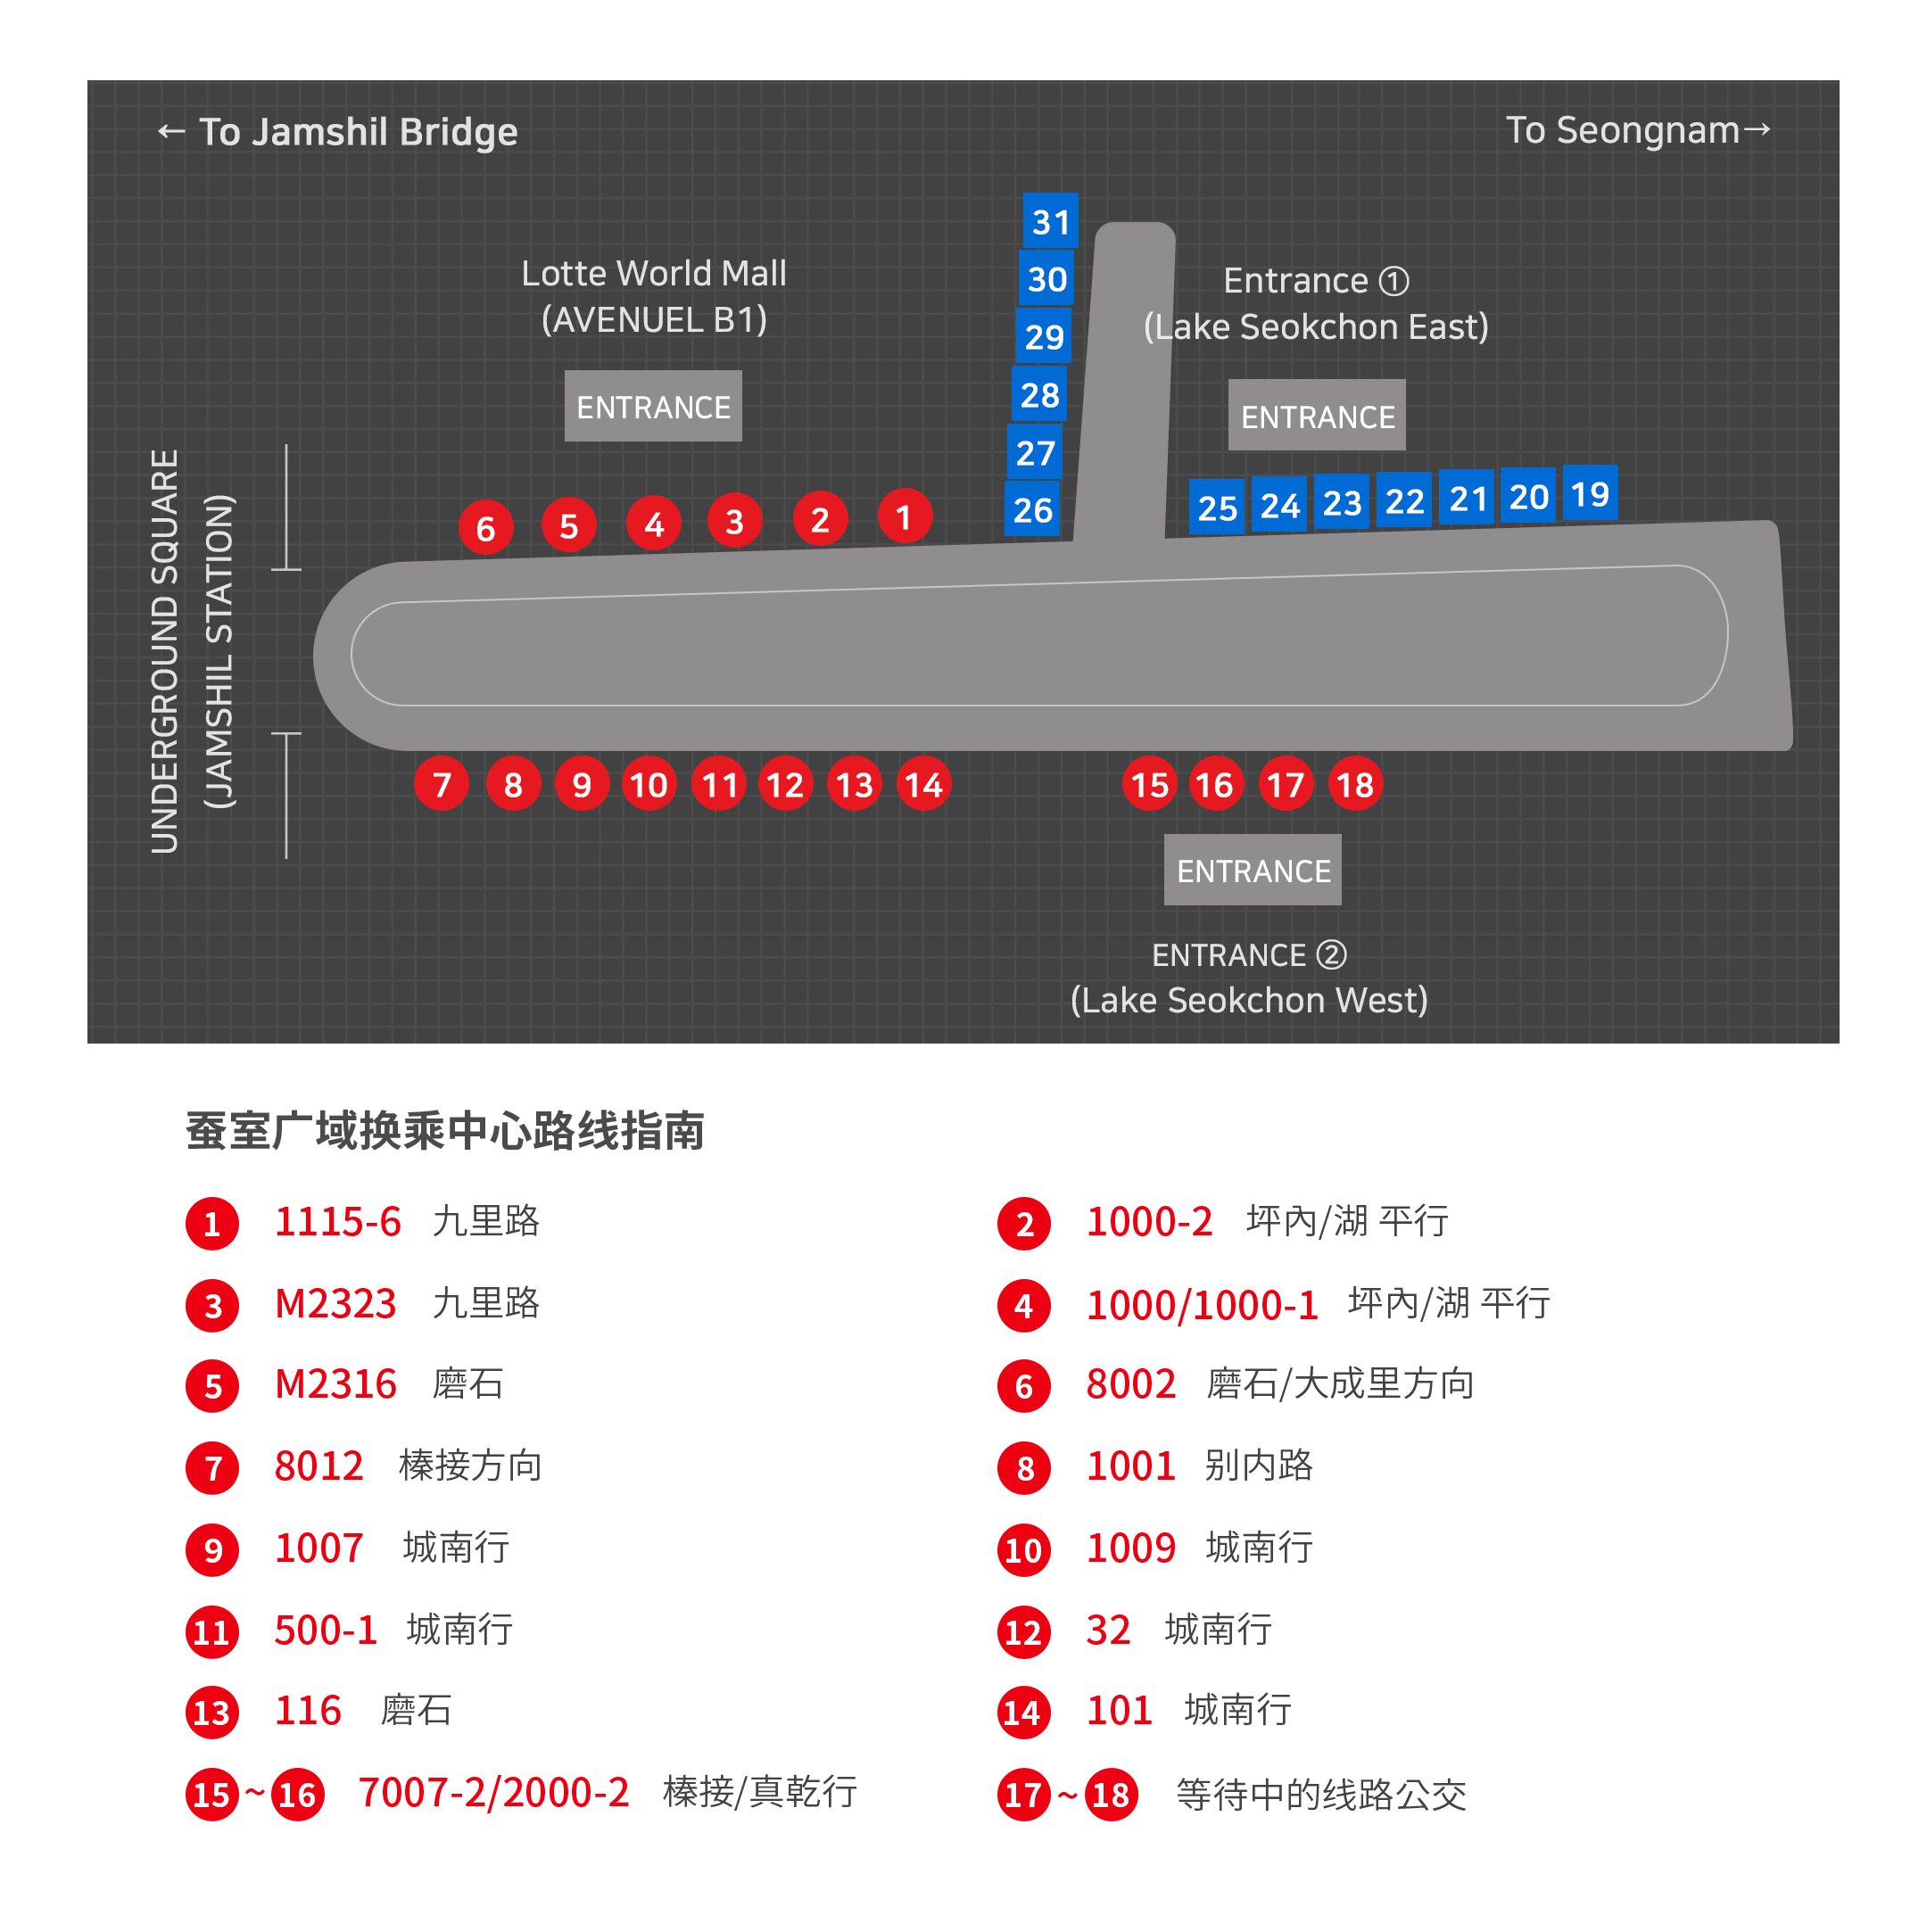 ← To Jamshil Bridge
To Seongnam→
Lotte World Mall
(AVENUEL B1)
ENTRANCE
Entrance ①
(Lake Seokchon East)
ENTRANCE
31
30
29
28
27
26
25 24 23 22 21 20 19
6 5 4 3 2 1
UNDERGROUND SQUARE
(JAMSHIL STATION)
7 8 9 10 11 12 13 14 15 16 17 18
ENTRANCE
ENTRANCE ②
(Lake Seokchon West)
蚕室广域换乘中心路线指南
1 1115-6 九里路
2 1000-2 坪內/湖 平行
3 M2323 九里路
4 1000/1000-1 坪內/湖 平行
5 M2316 磨石
6 8002 磨石/大成里方向
7 8012 榛接方向
8 1001 别内路
9 1007 城南行
10 1009 城南行
11 500-1 城南行
12 32 城南行
13 116 磨石
14 101 城南行
15 ~ 16 7007-2/2000-2 榛接/真乾行
17 ~ 18 等待中的线路公交